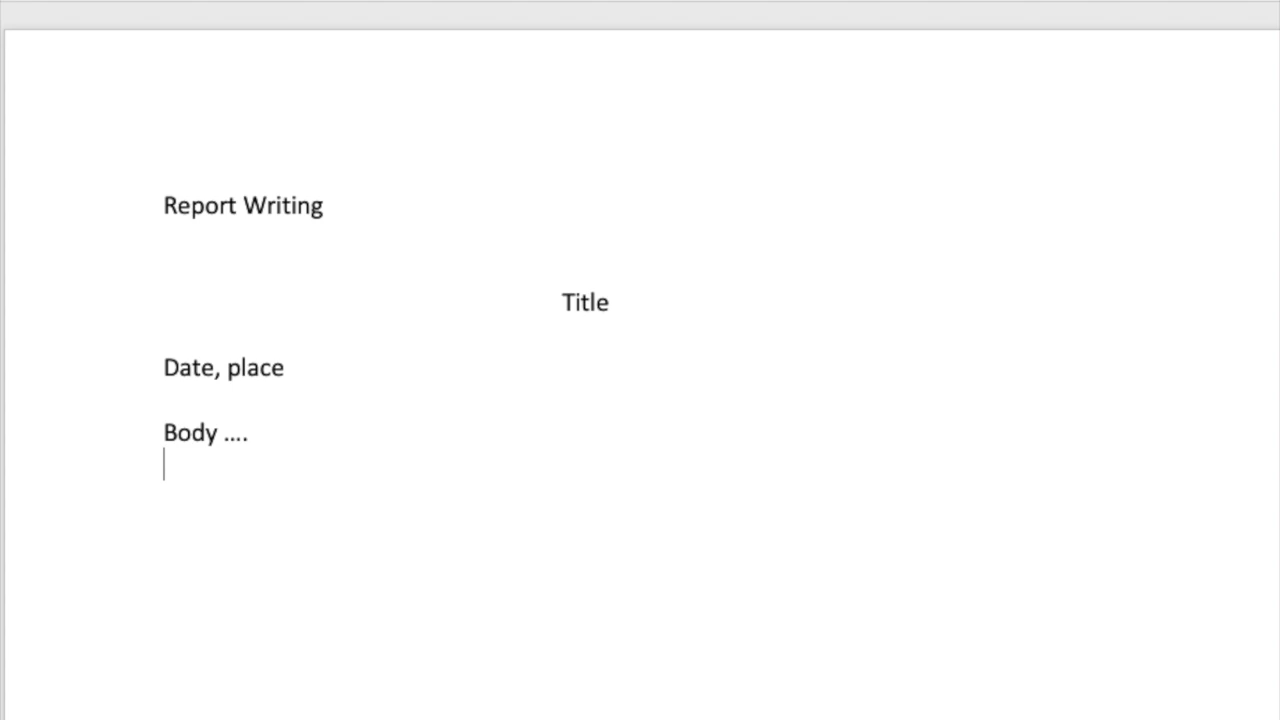 Report Writing
Title
Date, place
Body ....